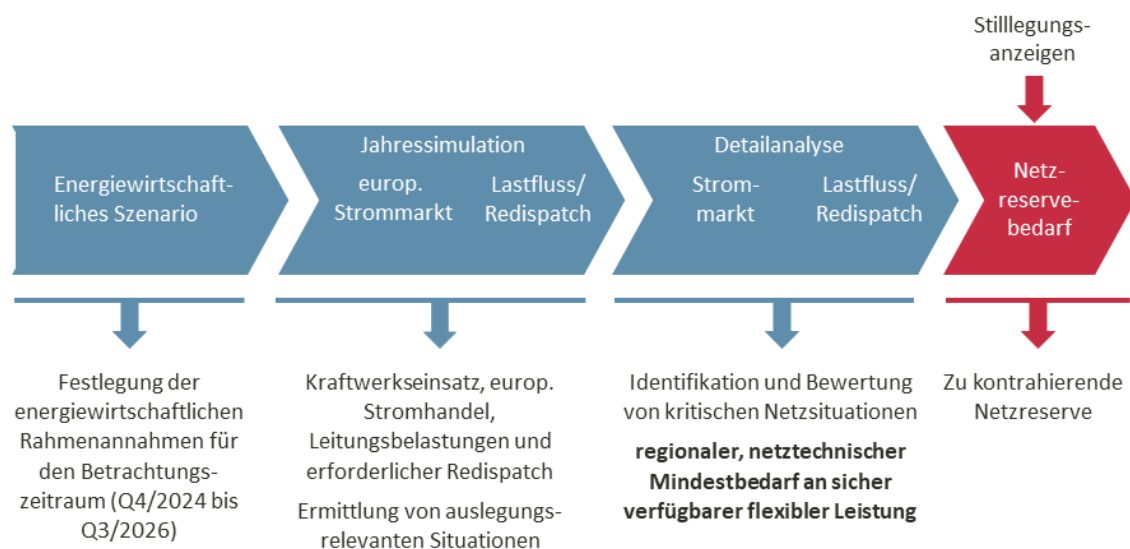 Stilllegungs-
anzeigen
Energiewirtschaft-
liches Szenario
Jahressimulation
europ.
Strommarkt
Lastfluss/
Redispatch
Detailanalyse
Strom-
markt
Lastfluss/
Redispatch
Netz-
reserve-
bedarf
Festlegung der
energiewirtschaftlichen
Rahmenannahmen für
den Betrachtungs-
zeitraum (Q4/2024 bis
Q3/2026)
Kraftwerkseinsatz, europ.
Stromhandel,
Leitungsbelastungen und
erforderlicher Redispatch
Ermittlung von auslegungs-
relevanten Situationen
Identifikation und Bewertung
von kritischen Netzsituationen
regionaler, netztechnischer
Mindestbedarf an sicher
verfügbarer flexibler Leistung
Zu kontrahierende
Netzreserve